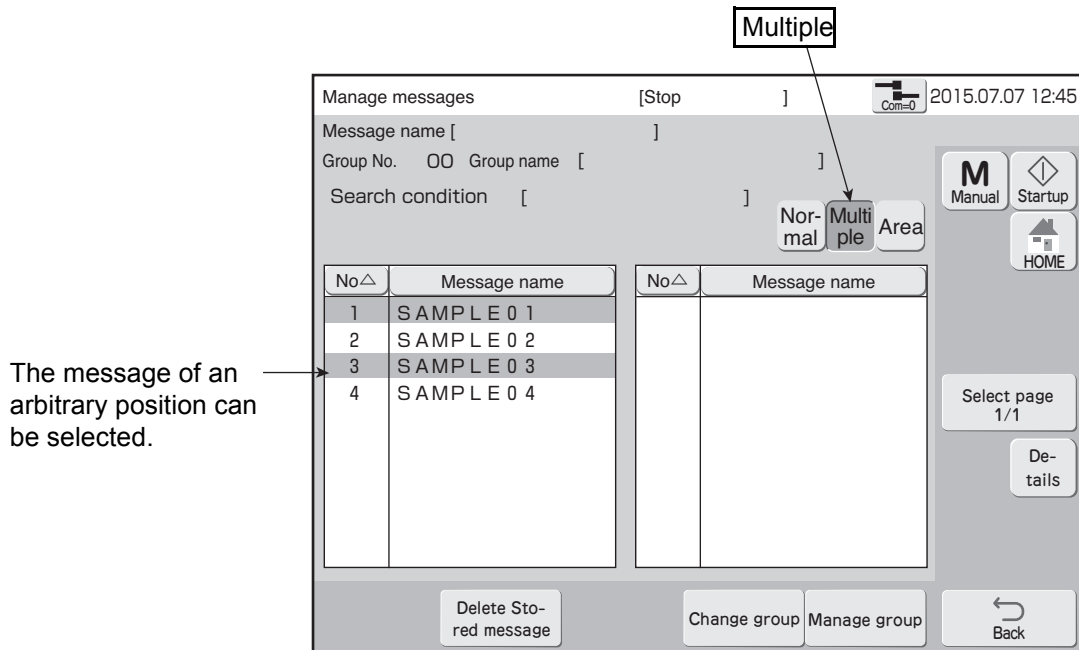 Multiple
Manage messages [Stop ] Com=0 2015.07.07 12:45
Message name [ ]
Group No. 00 Group name [ ]
Search condition [ ]
M
Manual
Startup
Nor-
mal
Multi
ple
Area
HOME
No△ Message name No△ Message name
1 SAMPLE01
2 SAMPLE02
3 SAMPLE03
4 SAMPLE04
The message of an
arbitrary position can
be selected.
Select page
1/1
De-
tails
Delete Sto-
red message
Change group
Manage group
Back